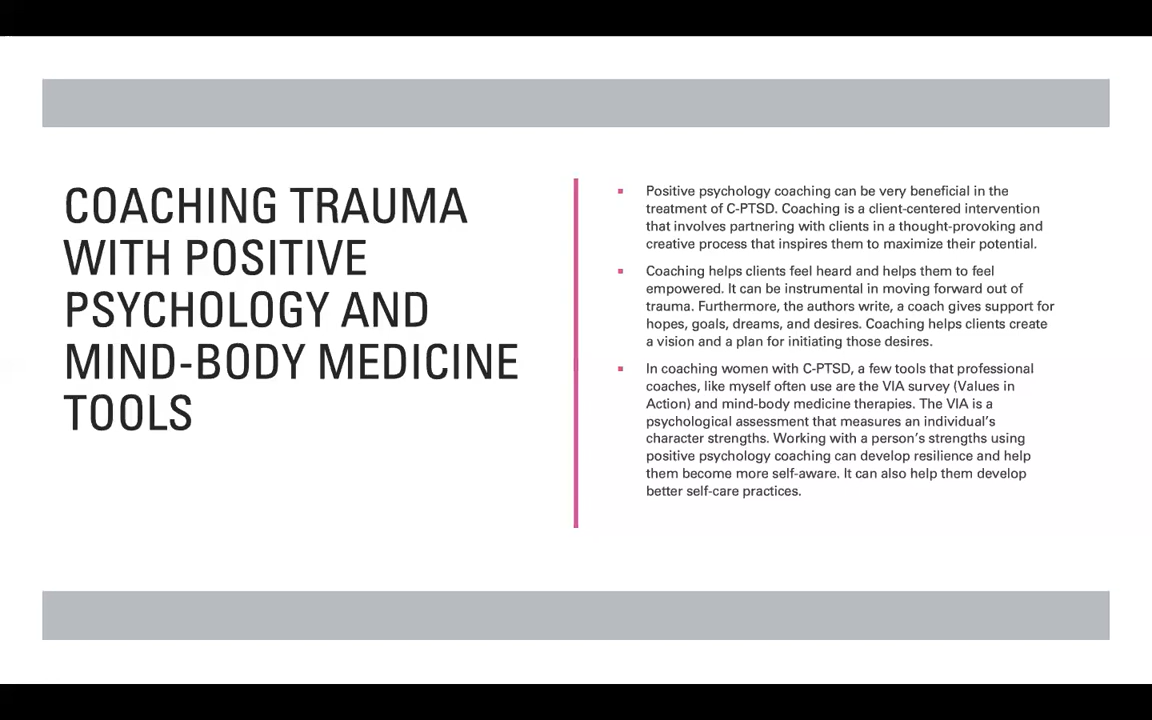 COACHING TRAUMA
WITH POSITIVE
PSYCHOLOGY AND
MIND-BODY MEDICINE
TOOLS
Positive psychology coaching can be very beneficial in the
treatment of C-PTSD. Coaching is a client-centered intervention
that involves partnering with clients in a thought-provoking and
creative process that inspires them to maximize their potential.
Coaching helps clients feel heard and helps them to feel
empowered. It can be instrumental in moving forward out of
trauma. Furthermore, the authors write, a coach gives support for
hopes, goals, dreams, and desires. Coaching helps clients create
a vision and a plan for initiating those desires.
In coaching women with C-PTSD, a few tools that professional
coaches, like myself often use are the VIA survey (Values in
Action) and mind-body medicine therapies. The VIA is a
psychological assessment that measures an individual's
character strengths. Working with a person's strengths using
positive psychology coaching can develop resilience and help
them become more self-aware. It can also help them develop
better self-care practices.